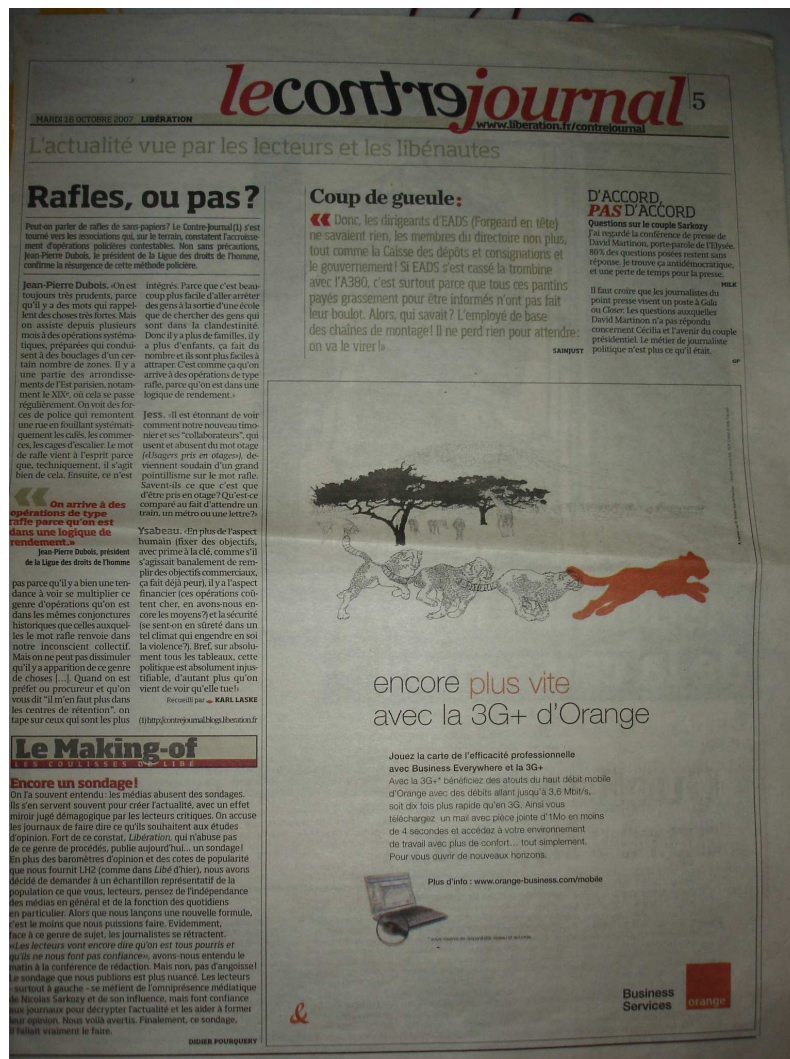 lecontrejournal
5
MARDI 16 OCTOBRE 2007 LIBÉRATION
www.liberation.fr/contrejournal
L'actualité vue par les lecteurs et les libénautes
Rafles, ou pas ?
Peut-on parler de rafles de sans-papiers? Le Contre-Journal (1) s'est
tourné vers les associations qui, sur le terrain, constatent l'accroisse-
ment d'opérations policières contestables. Non sans précautions,
Jean-Pierre Dubois, le président de la Ligue des droits de l'homme,
confirme la résurgence de cette méthode policière.
Jean-Pierre Dubois. «On est
toujours très prudents, parce
qu'il y a des mots qui rappel-
lent des choses très fortes. Mais
on assiste depuis plusieurs
mois à des opérations systéma-
tiques, préparées qui condui-
sent à des bouclages d'un cer-
tain nombre de zones. Il y a
une partie des arrondisse-
ments de l'Est parisien, notam-
ment le XIXe, où cela se passe
régulièrement. On voit des for-
ces de police qui remontent
une rue en fouillant systémati-
quement les cafés, les commer-
ces, les cages d'escalier. Le mot
de rafle vient à l'esprit parce
que, techniquement, il s'agit
bien de cela. Ensuite, ce n'est
«On arrive à des
opérations de type
rafle parce qu'on est
dans une logique de
rendement.»
Jean-Pierre Dubois, président
de la Ligue des droits de l'homme
pas parce qu'il y a bien une ten-
dance à voir se multiplier ce
genre d'opérations qu'on est
dans les mêmes conjonctures
historiques que celles auxquel-
les le mot rafle renvoie dans
notre inconscient collectif.
Mais on ne peut pas dissimuler
qu'il y a apparition de ce genre
de choses [...]. Quand on est
préfet ou procureur et qu'on
vous dit "il m'en faut plus dans
les centres de rétention", on
tape sur ceux qui sont les plus
intégrés. Parce que c'est beau-
coup plus facile d'aller arrêter
des gens à la sortie d'une école
que de chercher des gens qui
sont dans la clandestinité.
Donc il y a plus de familles, il y
a plus d'enfants, ça fait du
nombre et ils sont plus faciles à
attraper. C'est comme ça qu'on
arrive à des opérations de type
rafle, parce qu'on est dans une
logique de rendement.»
Jess. «Il est étonnant de voir
comment notre nouveau timo-
nier et ses "collaborateurs", qui
usent et abusent du mot otage
(«Usagers pris en otages»), de-
viennent soudain d'un grand
pointillisme sur le mot rafle.
Savent-ils ce que c'est que
d'être pris en otage? Qu'est-ce
comparé au fait d'attendre un
train, un métro ou une lettre?»
Ysabeau. «En plus de l'aspect
humain (fixer des objectifs,
avec prime à la clé, comme s'il
s'agissait banalement de rem-
plir des objectifs commerciaux,
ça fait déjà peur), il y a l'aspect
financier (ces opérations coû-
tent cher, en avons-nous en-
core les moyens?) et la sécurité
(se sent-on en sûreté dans un
tel climat qui engendre en soi
la violence?). Bref, sur absolu-
ment tous les tableaux, cette
politique est absolument injus-
tifiable, d'autant plus qu'on
vient de voir qu'elle tue!»
Recueilli par KARL LASKE
(1) http://contrejournal.blogs.liberation.fr
Coup de gueule:
« Donc, les dirigeants d'EADS (Forgeard en tête)
ne savaient rien, les membres du directoire non plus,
tout comme la Caisse des dépôts et consignations et
le gouvernement! Si EADS s'est cassé la trombine
avec l'A380, c'est surtout parce que tous ces pantins
payés grassement pour être informés n'ont pas fait
leur boulot. Alors, qui savait? L'employé de base
des chaînes de montage! Il ne perd rien pour attendre:
on va le virer!»
SAINJUST
D'ACCORD,
PAS D'ACCORD
Questions sur le couple Sarkozy
J'ai regardé la conférence de presse de
David Martinon, porte-parole de l'Elysée.
80% des questions posées restent sans
réponse. Je trouve ça antidémocratique,
et une perte de temps pour la presse.
MILK
Il faut croire que les journalistes du
point presse visent un poste à Gala
ou Closer. Les questions auxquelles
David Martinon n'a pas répondu
concernent Cécilia et l'avenir du couple
présidentiel. Le métier de journaliste
politique n'est plus ce qu'il était.
GP
Le Making-of
LES COULISSES DE LIBÉ
Encore un sondage!
On l'a souvent entendu: les médias abusent des sondages.
Ils s'en servent souvent pour créer l'actualité, avec un effet
miroir jugé démagogique par les lecteurs critiques. On accuse
les journaux de faire dire ce qu'ils souhaitent aux études
d'opinion. Fort de ce constat, Libération, qui n'abuse pas
de ce genre de procédés, publie aujourd'hui... un sondage!
En plus des baromètres d'opinion et des cotes de popularité
que nous fournit LH2 (comme dans Libé d'hier), nous avons
décidé de demander à un échantillon représentatif de la
population ce que vous, lecteurs, pensez de l'indépendance
des médias en général et de la fonction des quotidiens
en particulier. Alors que nous lançons une nouvelle formule,
c'est le moins que nous puissions faire. Evidemment,
face à ce genre de sujet, les journalistes se rétractent.
«Les lecteurs vont encore dire qu'on est tous pourris et
qu'ils ne nous font pas confiance», avons-nous entendu le
matin à la conférence de rédaction. Mais non, pas d'angoisse!
Le sondage que nous publions est plus nuancé. Les lecteurs
- surtout à gauche - se méfient de l'omniprésence médiatique
de Nicolas Sarkozy et de son influence, mais font confiance
aux journaux pour décrypter l'actualité et les aider à former
leur opinion. Nous voilà avertis. Finalement, ce sondage,
il fallait vraiment le faire.
DIDIER POURQUERY
encore plus vite
avec la 3G+ d'Orange
Jouez la carte de l'efficacité professionnelle
avec Business Everywhere et la 3G+
Avec la 3G+* bénéficiez des atouts du haut débit mobile
d'Orange avec des débits allant jusqu'à 3,6 Mbit/s,
soit dix fois plus rapide qu'en 3G. Ainsi vous
téléchargez un mail avec pièce jointe d'1Mo en moins
de 4 secondes et accédez à votre environnement
de travail avec plus de confort... tout simplement.
Pour vous ouvrir de nouveaux horizons.
Plus d'info : www.orange-business.com/mobile
&
Business
Services
orange